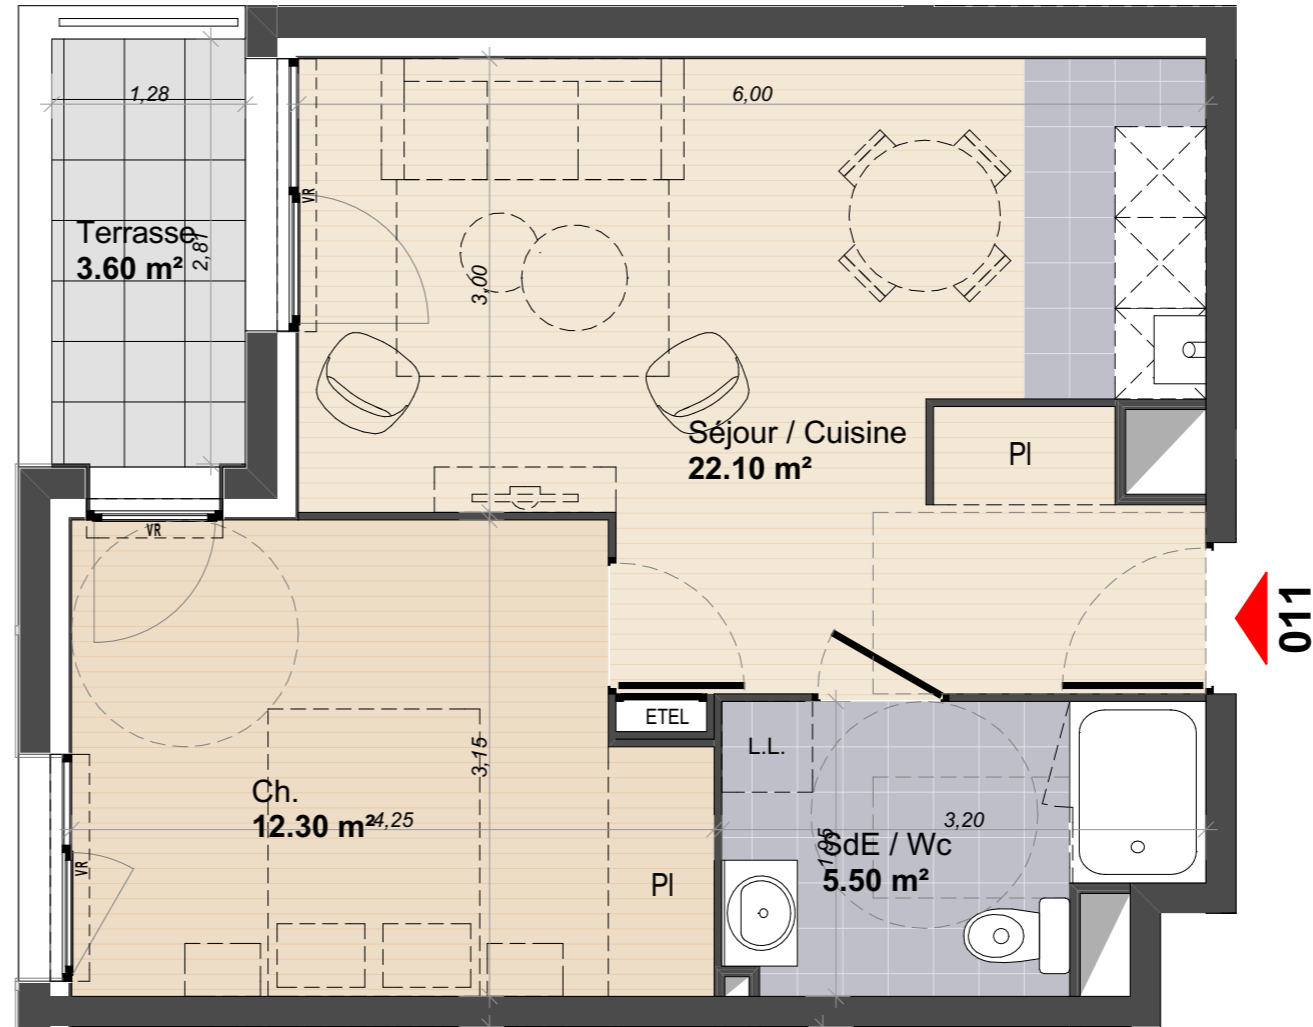 1,28
6,00
VR
Terrasse
3.60 m²
2,81
3,00
Séjour / Cuisine
22.10 m²
Pl
VR
011
ETEL
L.L.
3,15
Ch.
12.30 m²
4,25
3,20
1,95
SdE / Wc
5.50 m²
VR
Pl